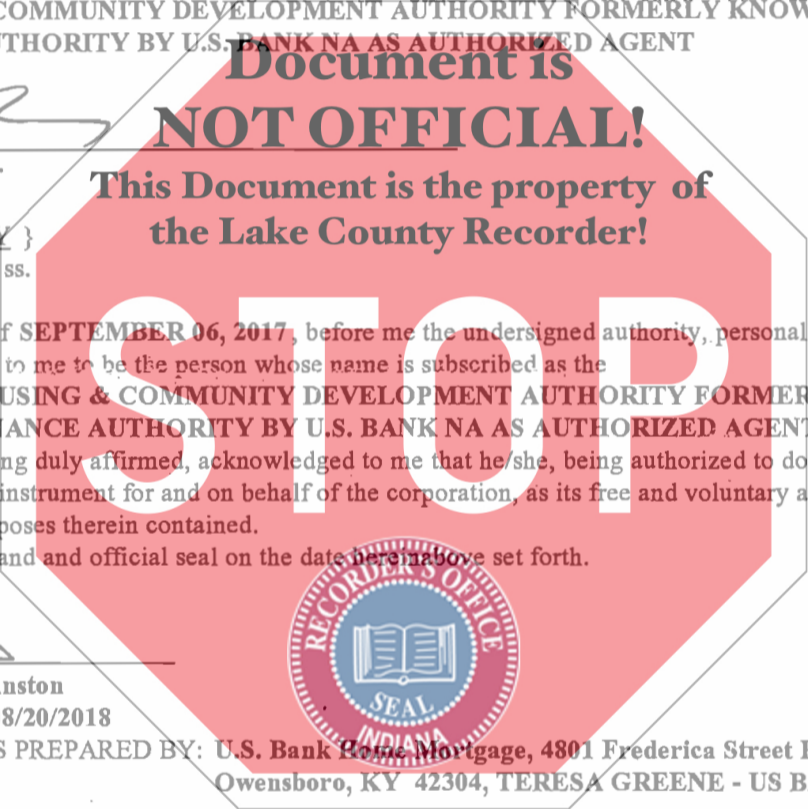 COMMUNITY DEVELOPMENT AUTHORITY FORMERLY KNOW
THORITY BY U.S. BANK NA AS AUTHORIZED AGENT
Document is
NOT OFFICIAL!
This Document is the property of
the Lake County Recorder!
}
ss.
STOP
f SEPTEMBER 06, 2017, before me the undersigned authority, personal
to me to be the person whose name is subscribed as the
USING & COMMUNITY DEVELOPMENT AUTHORITY FORMER
ANCE AUTHORITY BY U.S. BANK NA AS AUTHORIZED AGENT
ng duly affirmed, acknowledged to me that he/she, being authorized to do
instrument for and on behalf of the corporation, as its free and voluntary a
poses therein contained.
and and official seal on the date hereinabove set forth.
RECORDER'S OFFICE
SEAL
INDIANA
nston
8/20/2018
S PREPARED BY: U.S. Bank Home Mortgage, 4801 Frederica Street
Owensboro, KY 42304, TERESA GREENE - US B